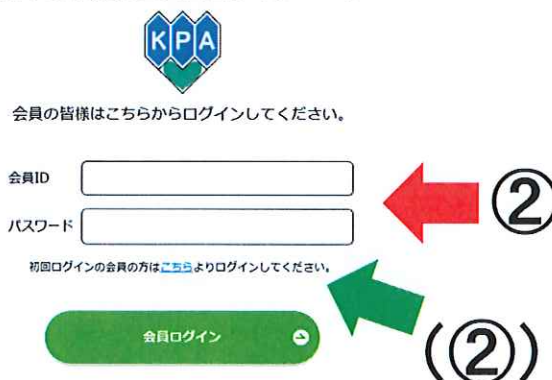 KPA
会員の皆様はこちらからログインしてください。
会員ID
②
パスワード
初回ログインの会員の方はこちらよりログインしてください。
会員ログイン
(②)